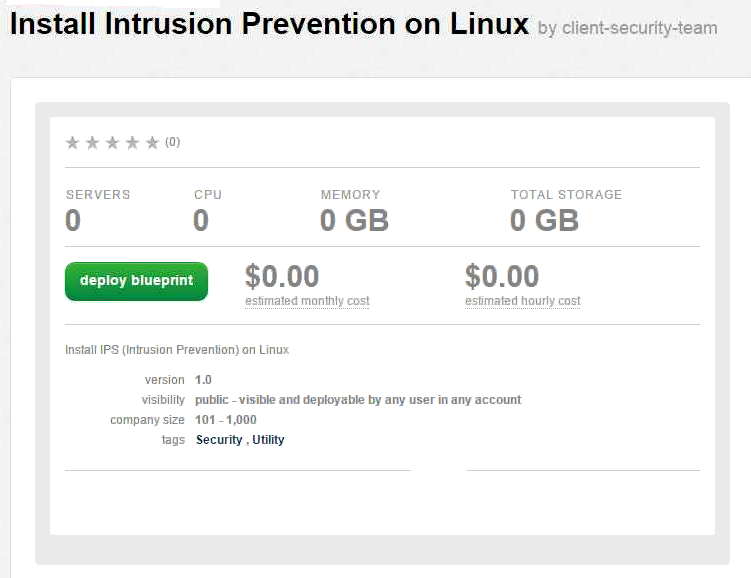 Install Intrusion Prevention on Linux by client-security-team
(0)
SERVERS CPU MEMORY TOTAL STORAGE
0 0 0 GB 0 GB
deploy blueprint $0.00 $0.00
estimated monthly cost estimated hourly cost
Install IPS (Intrusion Prevention) on Linux
version 1.0
visibility public - visible and deployable by any user in any account
company size 101 - 1,000
tags Security , Utility